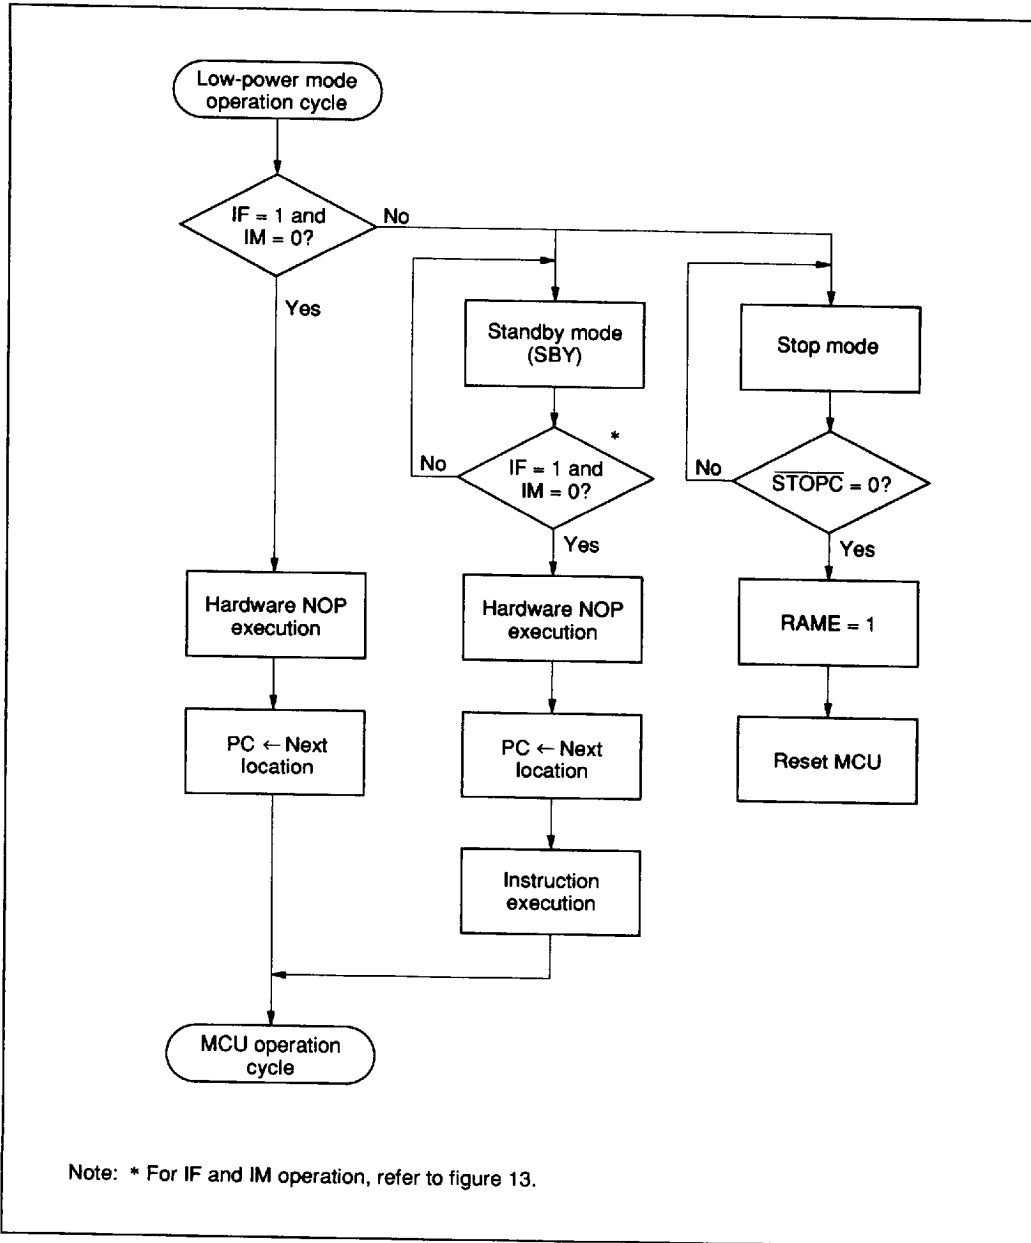 Low-power mode
operation cycle
IF = 1 and
IM = 0?
No
Yes
Standby mode
(SBY)
Stop mode
*
IF = 1 and
IM = 0?
No
Yes
S̅T̅O̅P̅C̅ = 0?
No
Yes
Hardware NOP
execution
Hardware NOP
execution
RAME = 1
PC ← Next
location
PC ← Next
location
Reset MCU
Instruction
execution
MCU operation
cycle
Note: * For IF and IM operation, refer to figure 13.